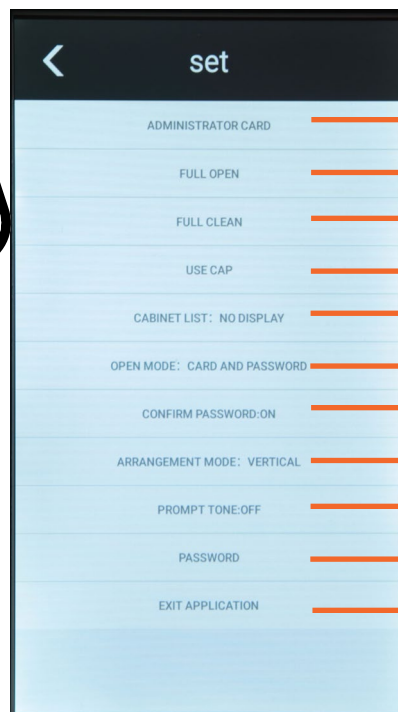 set
ADMINISTRATOR CARD
FULL OPEN
FULL CLEAN
USE CAP
CABINET LIST: NO DISPLAY
OPEN MODE: CARD AND PASSWORD
CONFIRM PASSWORD:ON
ARRANGEMENT MODE: VERTICAL
PROMPT TONE:OFF
PASSWORD
EXIT APPLICATION